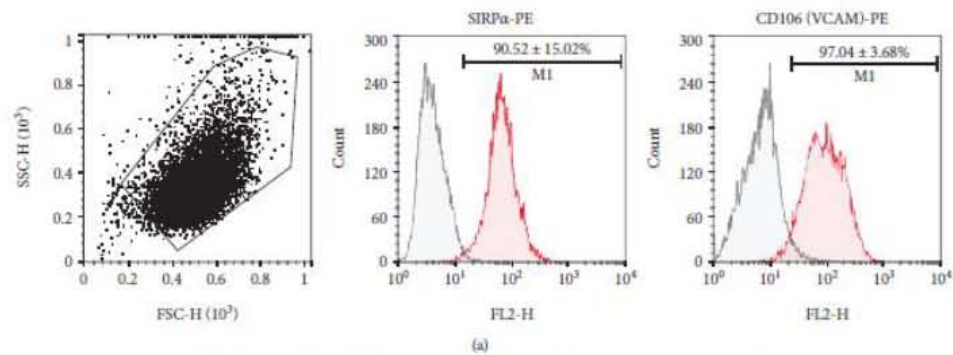 SIRPα-PE
CD106 (VCAM)-PE
SSC-H (10³)
1
0.8
0.6
0.4
0.2
0
0
0.2
0.4
0.6
0.8
1
FSC-H (10³)
Count
300
240
180
120
60
0
90.52 ± 15.02%
M1
10⁰
10¹
10²
10³
10⁴
FL2-H
Count
300
240
180
120
60
0
97.04 ± 3.68%
M1
10⁰
10¹
10²
10³
10⁴
FL2-H
(a)